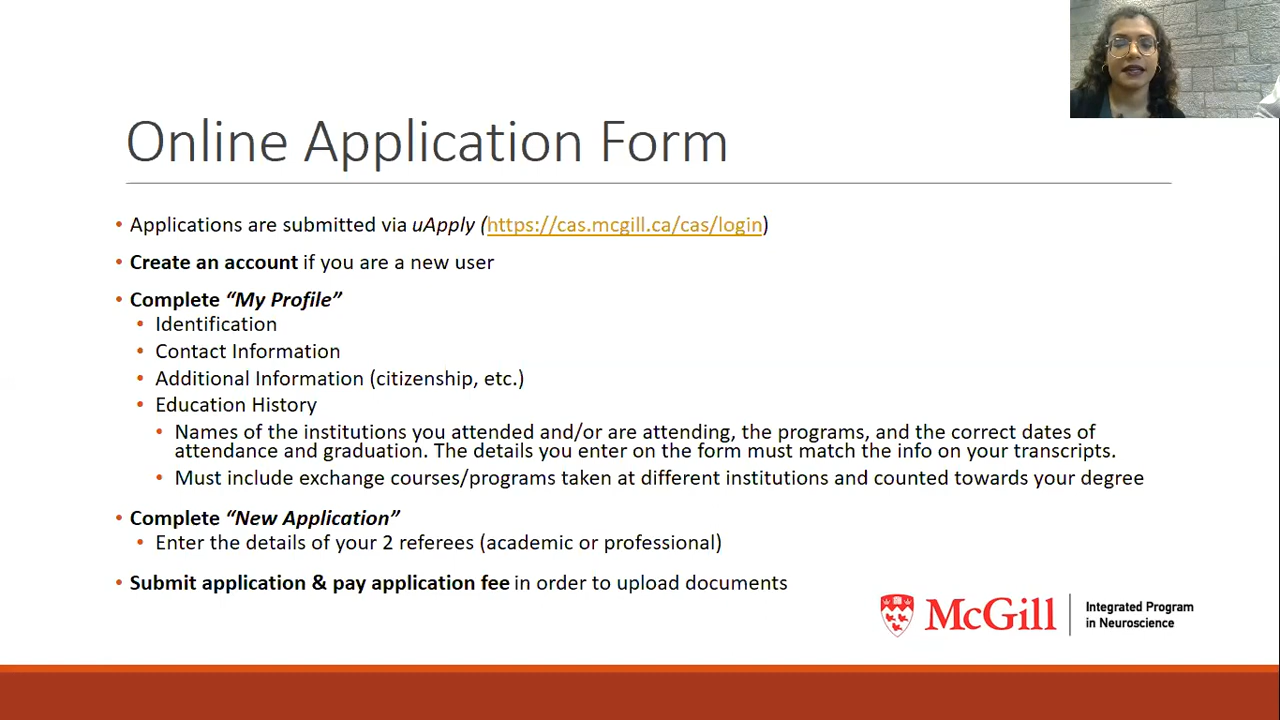 Online Application Form
• Applications are submitted via uApply (https://cas.mcgill.ca/cas/login)
• Create an account if you are a new user
• Complete “My Profile”
• Identification
• Contact Information
• Additional Information (citizenship, etc.)
• Education History
• Names of the institutions you attended and/or are attending, the programs, and the correct dates of
attendance and graduation. The details you enter on the form must match the info on your transcripts.
• Must include exchange courses/programs taken at different institutions and counted towards your degree
• Complete “New Application”
• Enter the details of your 2 referees (academic or professional)
• Submit application & pay application fee in order to upload documents
McGill
Integrated Program
in Neuroscience